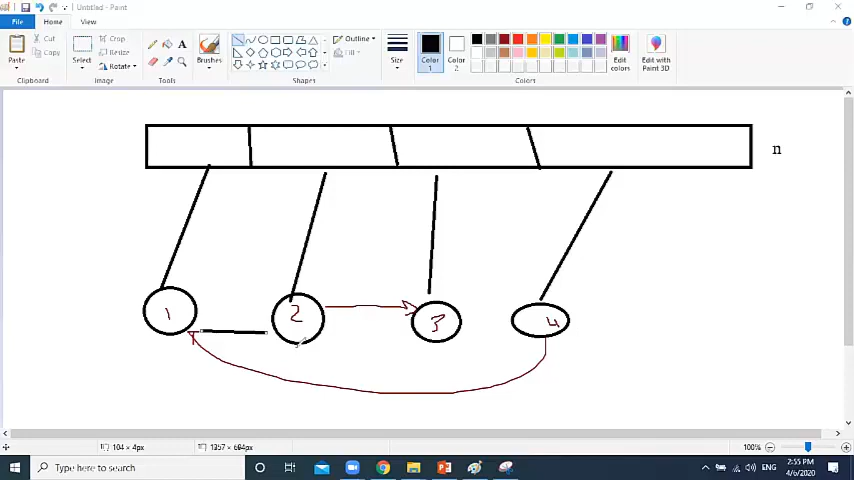 Untitled - Paint
File Home View
Paste
Cut
Copy
Clipboard
Select
Crop
Resize
Rotate
Image
A
Tools
Brushes
Outline
Fill
Shapes
Size
Color 1
Color 2
Colors
Edit colors
Edit with Paint 3D
n
1 2 3 4
104 × 4px
1357 × 684px
100%
Type here to search
ENG
2:55 PM
4/6/2020